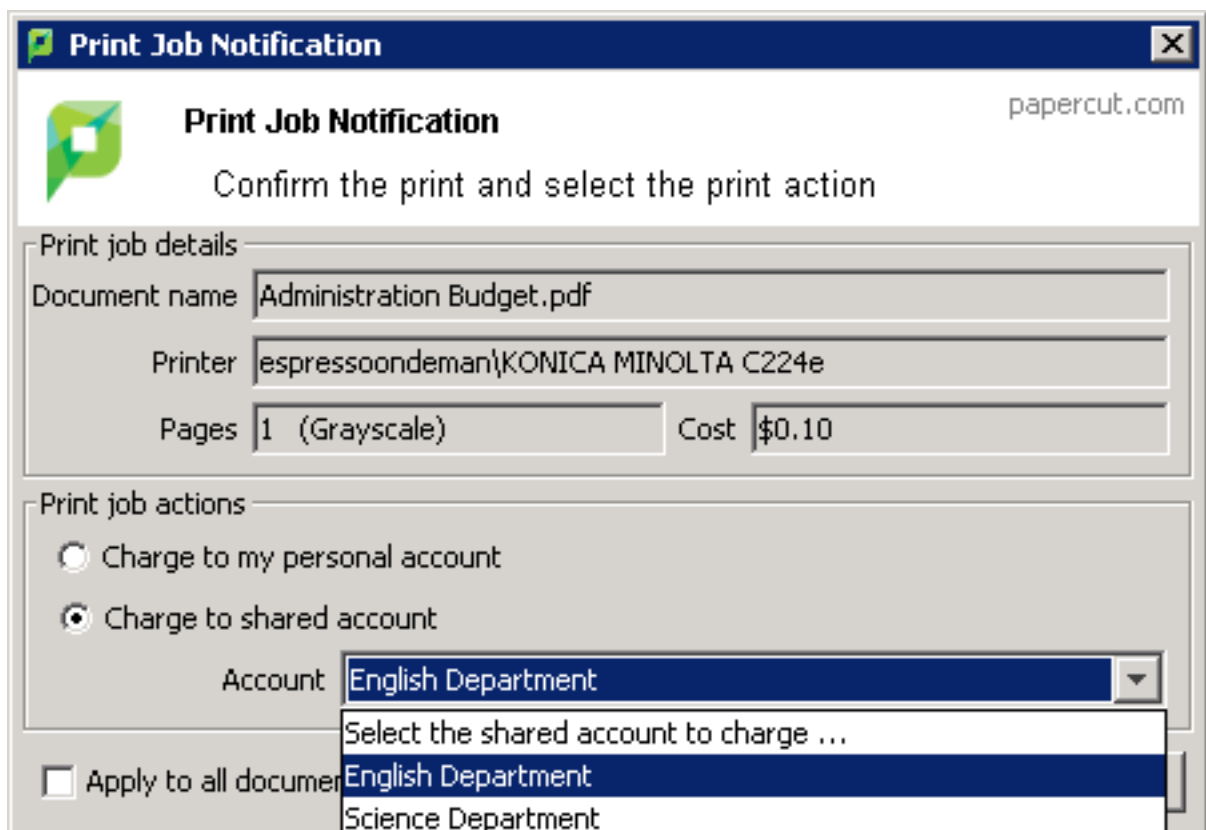 Print Job Notification
papercut.com
Print Job Notification
Confirm the print and select the print action
Print job details
Document name Administration Budget.pdf
Printer espressoondeman\KONICA MINOLTA C224e
Pages 1 (Grayscale) Cost $0.10
Print job actions
Charge to my personal account
Charge to shared account
Account English Department
Select the shared account to charge ...
Apply to all English Department
Science Department